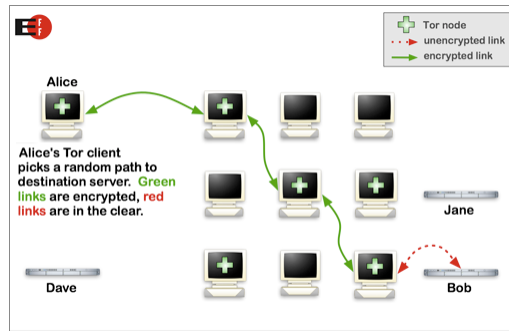 E
F
F
Tor node
unencrypted link
encrypted link
Alice
Alice's Tor client
picks a random path to
destination server. Green
links are encrypted, red
links are in the clear.
Jane
Dave
Bob